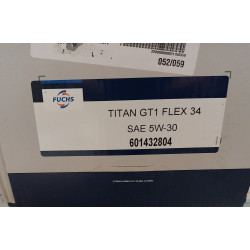 052/059
FUCHS
TITAN GT1 FLEX 34
SAE 5W-30
601432804